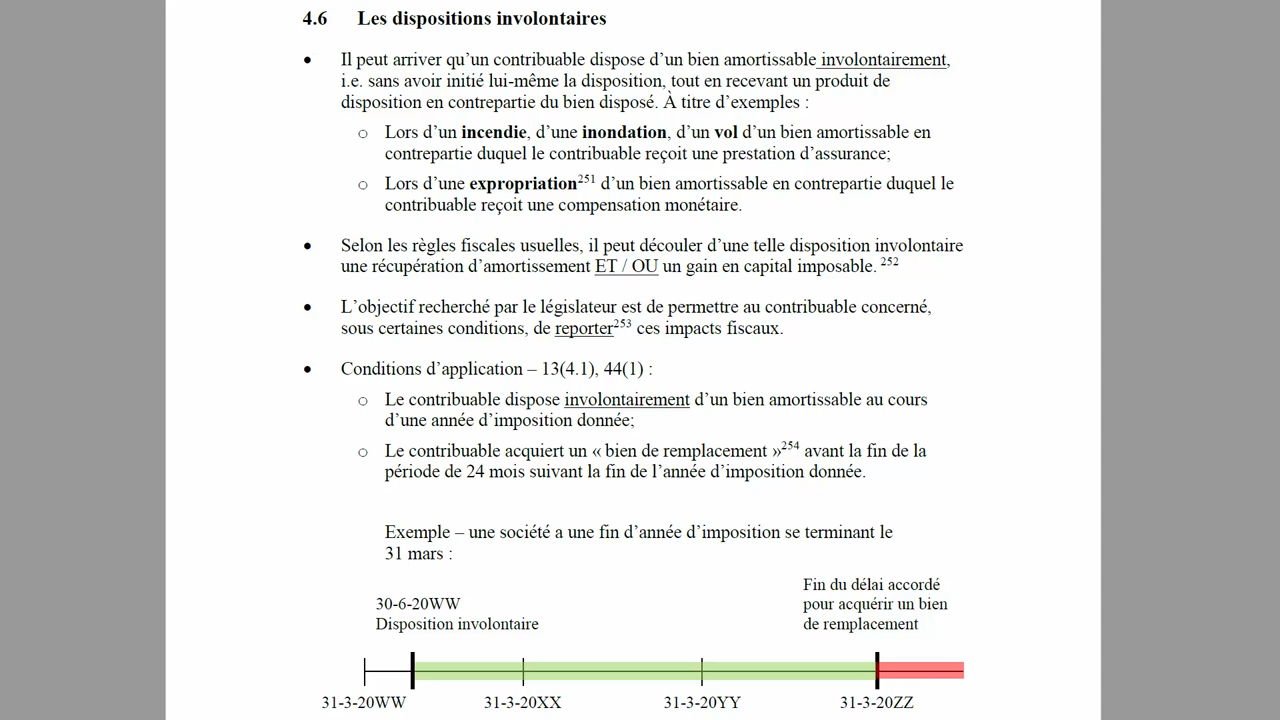 4.6 Les dispositions involontaires
• Il peut arriver qu’un contribuable dispose d’un bien amortissable involontairement,
i.e. sans avoir initié lui-même la disposition, tout en recevant un produit de
disposition en contrepartie du bien disposé. À titre d’exemples :
o Lors d’un incendie, d’une inondation, d’un vol d’un bien amortissable en
contrepartie duquel le contribuable reçoit une prestation d’assurance;
o Lors d’une expropriation251 d’un bien amortissable en contrepartie duquel le
contribuable reçoit une compensation monétaire.
• Selon les règles fiscales usuelles, il peut découler d’une telle disposition involontaire
une récupération d’amortissement ET / OU un gain en capital imposable. 252
• L’objectif recherché par le législateur est de permettre au contribuable concerné,
sous certaines conditions, de reporter253 ces impacts fiscaux.
• Conditions d’application – 13(4.1), 44(1) :
o Le contribuable dispose involontairement d’un bien amortissable au cours
d’une année d’imposition donnée;
o Le contribuable acquiert un « bien de remplacement »254 avant la fin de la
période de 24 mois suivant la fin de l’année d’imposition donnée.
Exemple – une société a une fin d’année d’imposition se terminant le
31 mars :
30-6-20WW
Disposition involontaire
Fin du délai accordé
pour acquérir un bien
de remplacement
31-3-20WW 31-3-20XX 31-3-20YY 31-3-20ZZ